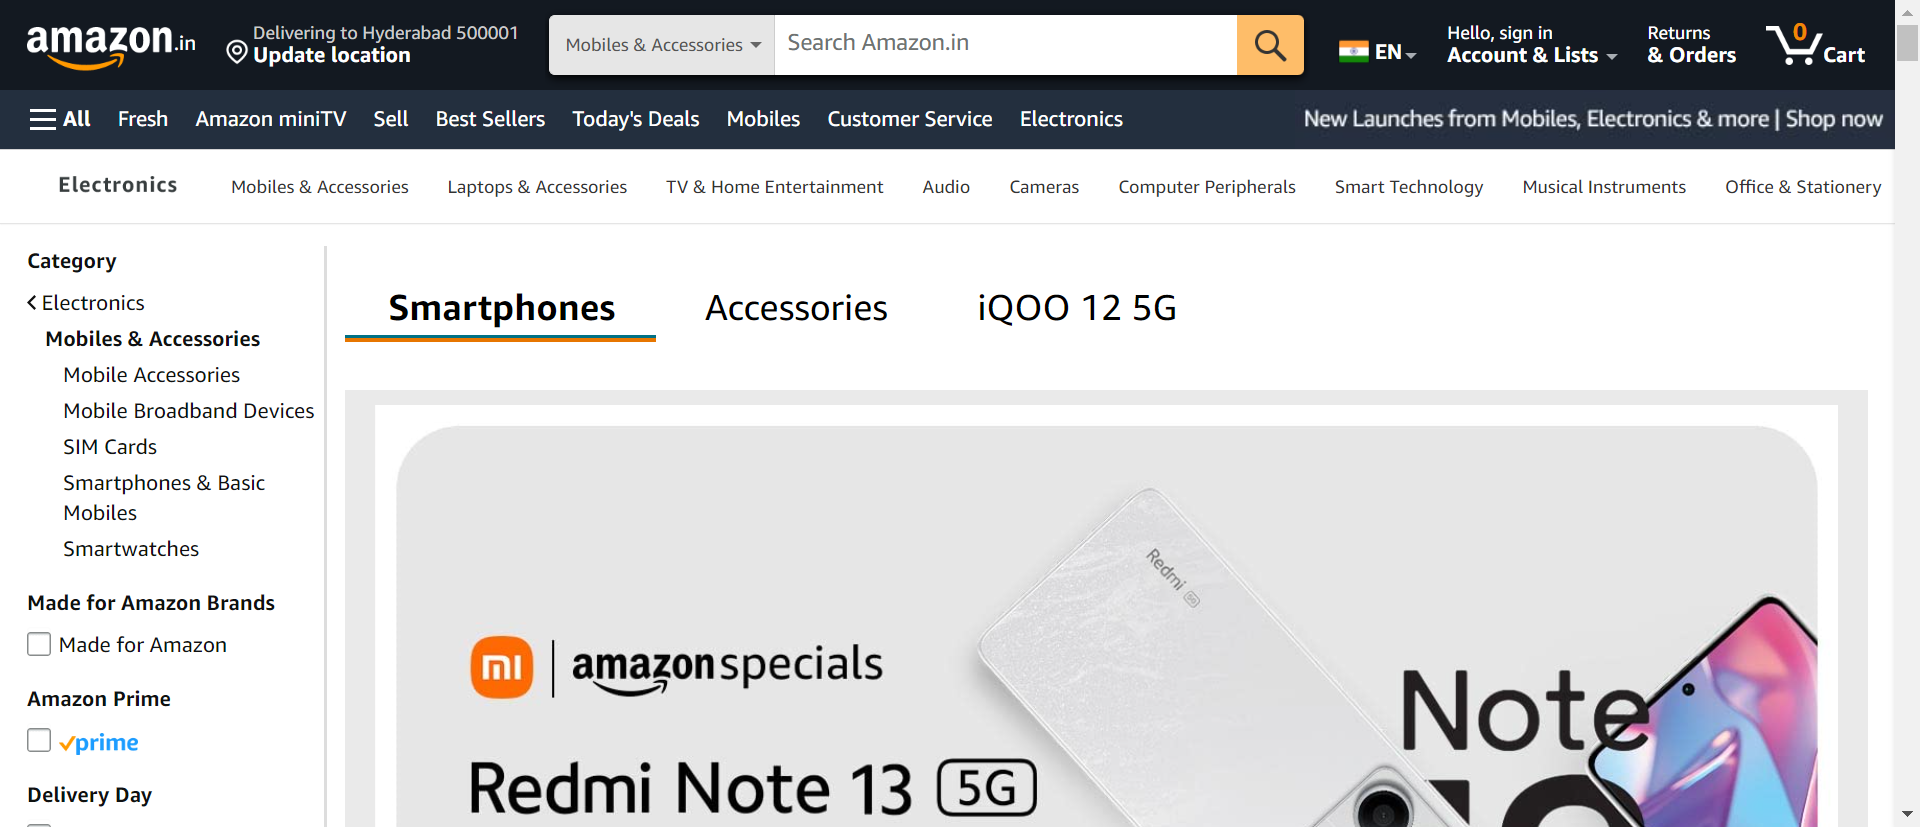 amazon.in
Delivering to Hyderabad 500001
Update location
Mobiles & Accessories
Search Amazon.in
EN
Hello, sign in
Account & Lists
Returns
& Orders
0
Cart
All Fresh Amazon miniTV Sell Best Sellers Today's Deals Mobiles Customer Service Electronics
New Launches from Mobiles, Electronics & more | Shop now
Electronics Mobiles & Accessories Laptops & Accessories TV & Home Entertainment Audio Cameras Computer Peripherals Smart Technology Musical Instruments Office & Stationery
Category
Electronics
Mobiles & Accessories
Mobile Accessories
Mobile Broadband Devices
SIM Cards
Smartphones & Basic
Mobiles
Smartwatches
Made for Amazon Brands
Made for Amazon
Amazon Prime
prime
Delivery Day
Smartphones Accessories iQOO 12 5G
Redmi 5G
mi | amazon specials
Redmi Note 13 5G
Note